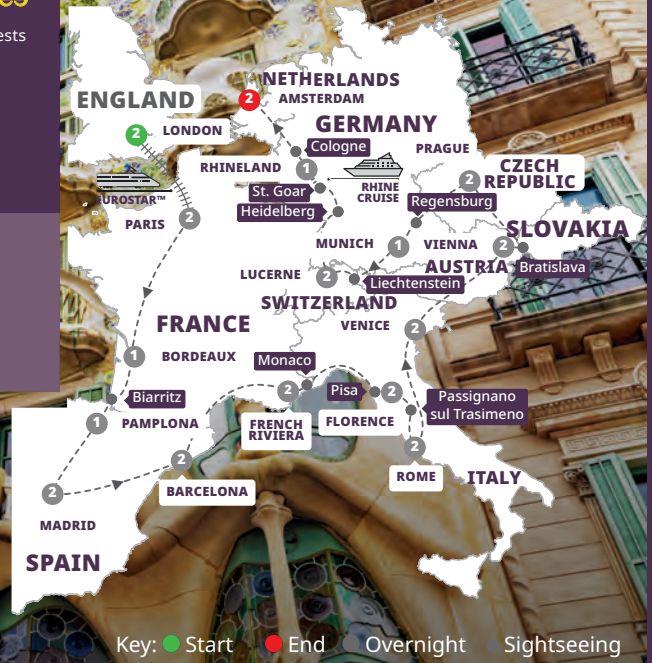 ests
NETHERLANDS
ENGLAND
2
AMSTERDAM
2
LONDON
GERMANY
Cologne
PRAGUE
RHINELAND
1
CZECH
REPUBLIC
2
St. Goar
RHINE
CRUISE
EUROSTAR™
Heidelberg
Regensburg
PARIS
2
SLOVAKIA
MUNICH
1
VIENNA
2
AUSTRIA
Bratislava
LUCERNE
2
Liechtenstein
SWITZERLAND
FRANCE
VENICE
2
1
BORDEAUX
Monaco
Biarritz
2
Pisa
2
Passignano
sul Trasimeno
1
PAMPLONA
FRENCH
RIVIERA
FLORENCE
2
2
BARCELONA
ROME
ITALY
2
MADRID
SPAIN
Key:
Start
End
Overnight
Sightseeing